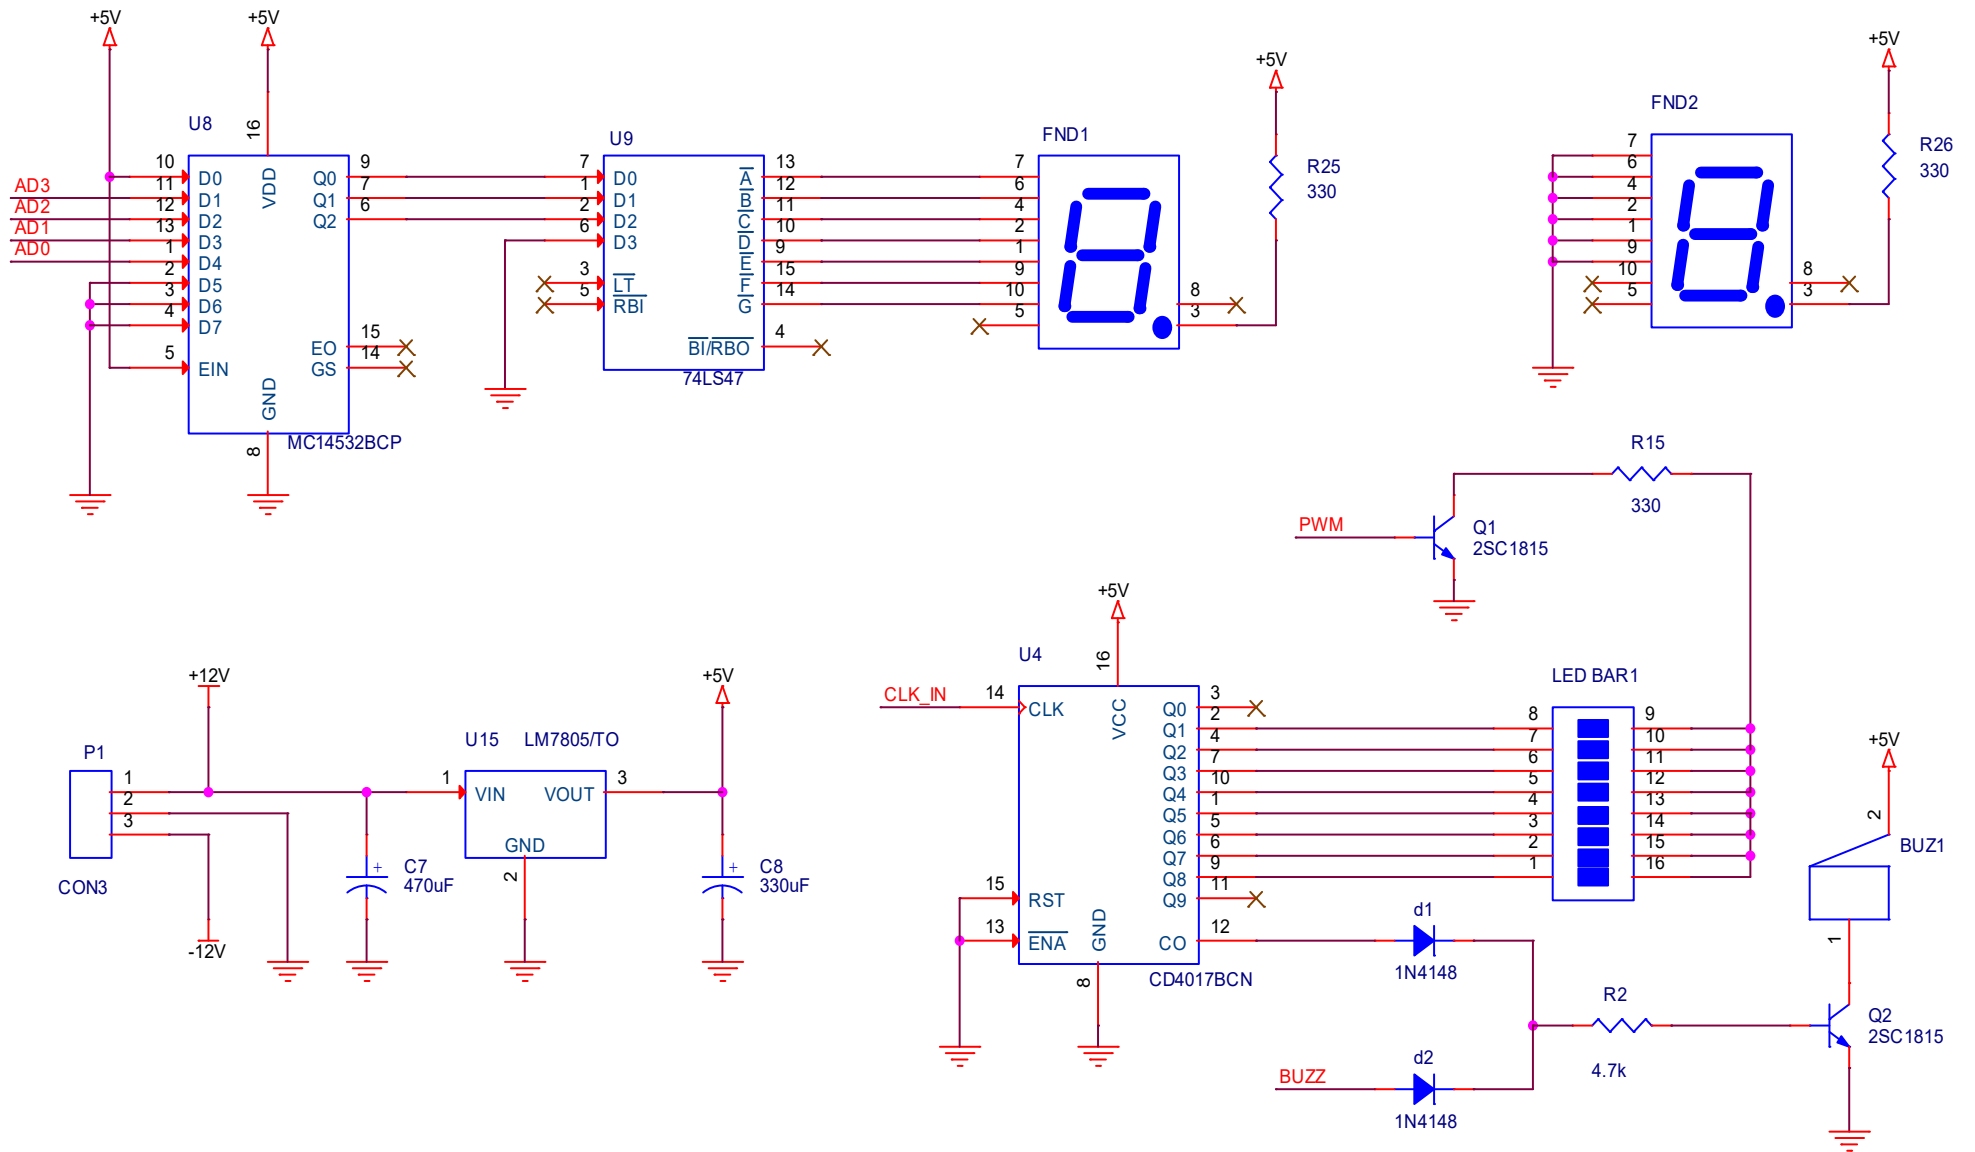 +5V
+5V
U8
16
VDD
10
11
12
13
1
2
3
4
5
AD3
AD2
AD1
AD0
D0
D1
D2
D3
D4
D5
D6
D7
EIN
Q0
Q1
Q2
EO
GS
9
7
6
15
14
GND
8
MC14532BCP
U9
7
1
2
6
3
5
D0
D1
D2
D3
LT
RBI
A
B
C
D
E
F
G
BI/RBO
13
12
11
10
9
15
14
4
74LS47
FND1
7
6
4
2
1
9
10
5
8
3
+5V
R25
330
FND2
7
6
4
2
1
9
10
5
8
3
+5V
R26
330
R15
330
PWM
Q1
2SC1815
+12V
P1
1
2
3
CON3
-12V
C7
+
470uF
U15
LM7805/TO
1
VIN
VOUT
3
GND
2
+5V
C8
+
330uF
+5V
U4
16
VCC
CLK_IN
14
CLK
15
RST
13
ENA
GND
8
Q0
Q1
Q2
Q3
Q4
Q5
Q6
Q7
Q8
Q9
CO
3
2
4
7
10
1
5
6
9
11
12
CD4017BCN
LED BAR1
8
7
6
5
4
3
2
1
9
10
11
12
13
14
15
16
d1
1N4148
BUZZ
d2
1N4148
R2
4.7k
+5V
2
BUZ1
1
Q2
2SC1815